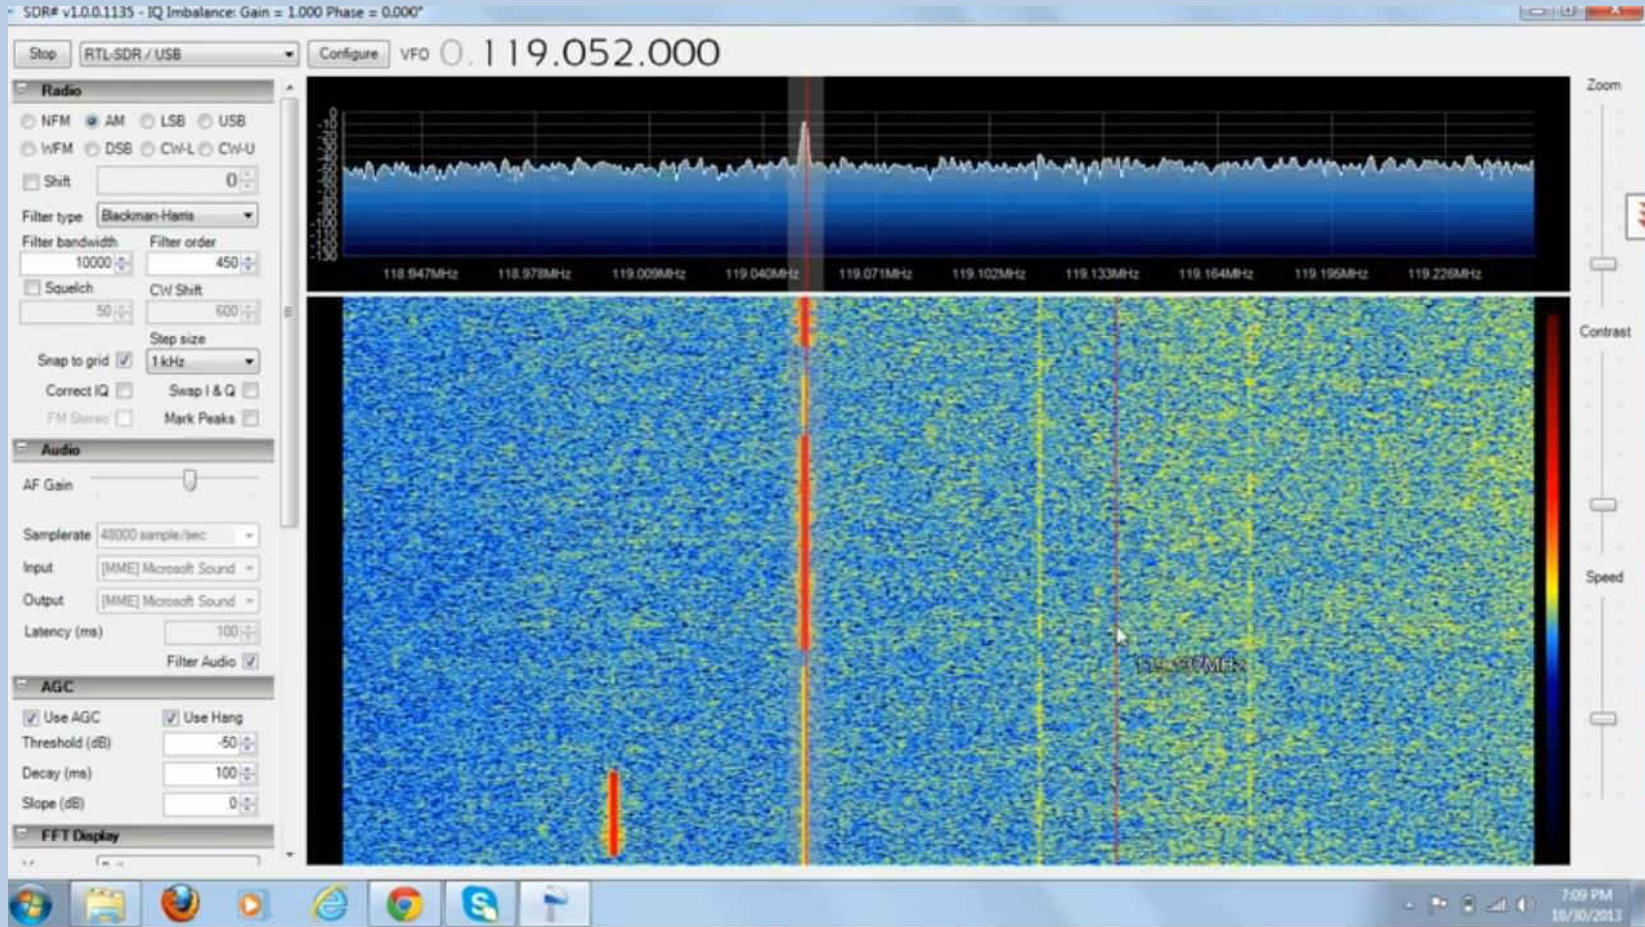 SDR# v1.0.0.1135 - IQ Imbalance: Gain = 1.000 Phase = 0.000°
Stop RTL-SDR / USB Configure VFO 0.119.052.000
Radio
NFM AM LSB USB
WFM DSB CW-L CW-U
Shift 0
Filter type Blackman-Harris
Filter bandwidth Filter order
10000 450
Squelch CW Shift
50 600
Step size
Snap to grid 1 kHz
Correct IQ Swap I & Q
FM Stereo Mark Peaks
Audio
AF Gain
Samplerate 48000 sample/sec
Input [MME] Microsoft Sound
Output [MME] Microsoft Sound
Latency (ms) 100
Filter Audio
AGC
Use AGC Use Hang
Threshold (dB) -50
Decay (ms) 100
Slope (dB) 0
FFT Display
0
-130
118.947MHz 118.978MHz 119.009MHz 119.040MHz 119.071MHz 119.102MHz 119.133MHz 119.164MHz 119.195MHz 119.226MHz
Zoom
Contrast
Speed
7:09 PM
10/30/2013